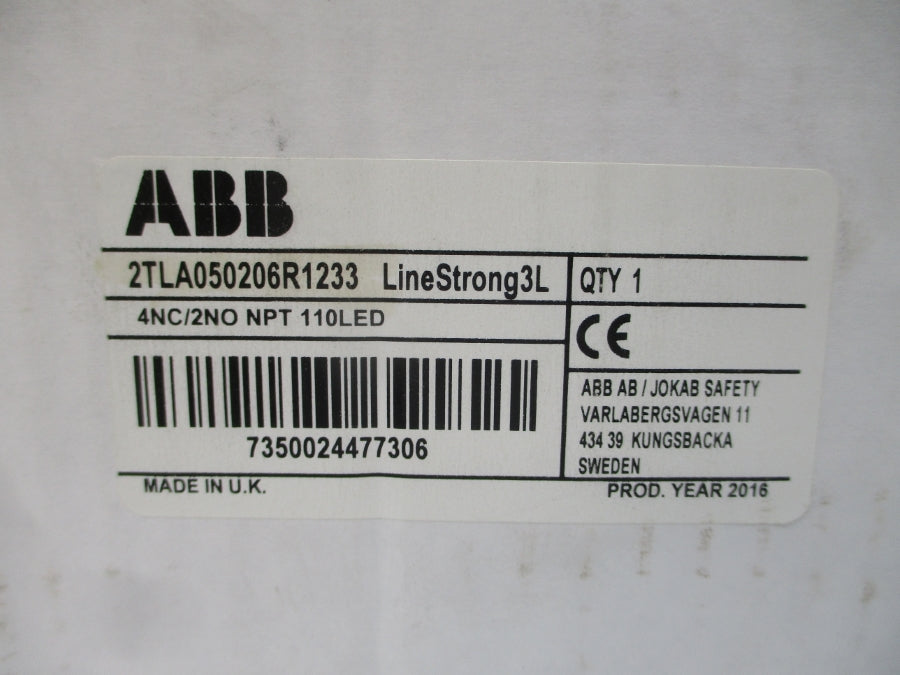 ABB
2TLA050206R1233 LineStrong3L
QTY 1
4NC/2NO NPT 110LED
CE
7350024477306
ABB AB / JOKAB SAFETY
VARLABERGSVAGEN 11
434 39 KUNGSBACKA
SWEDEN
MADE IN U.K.
PROD. YEAR 2016